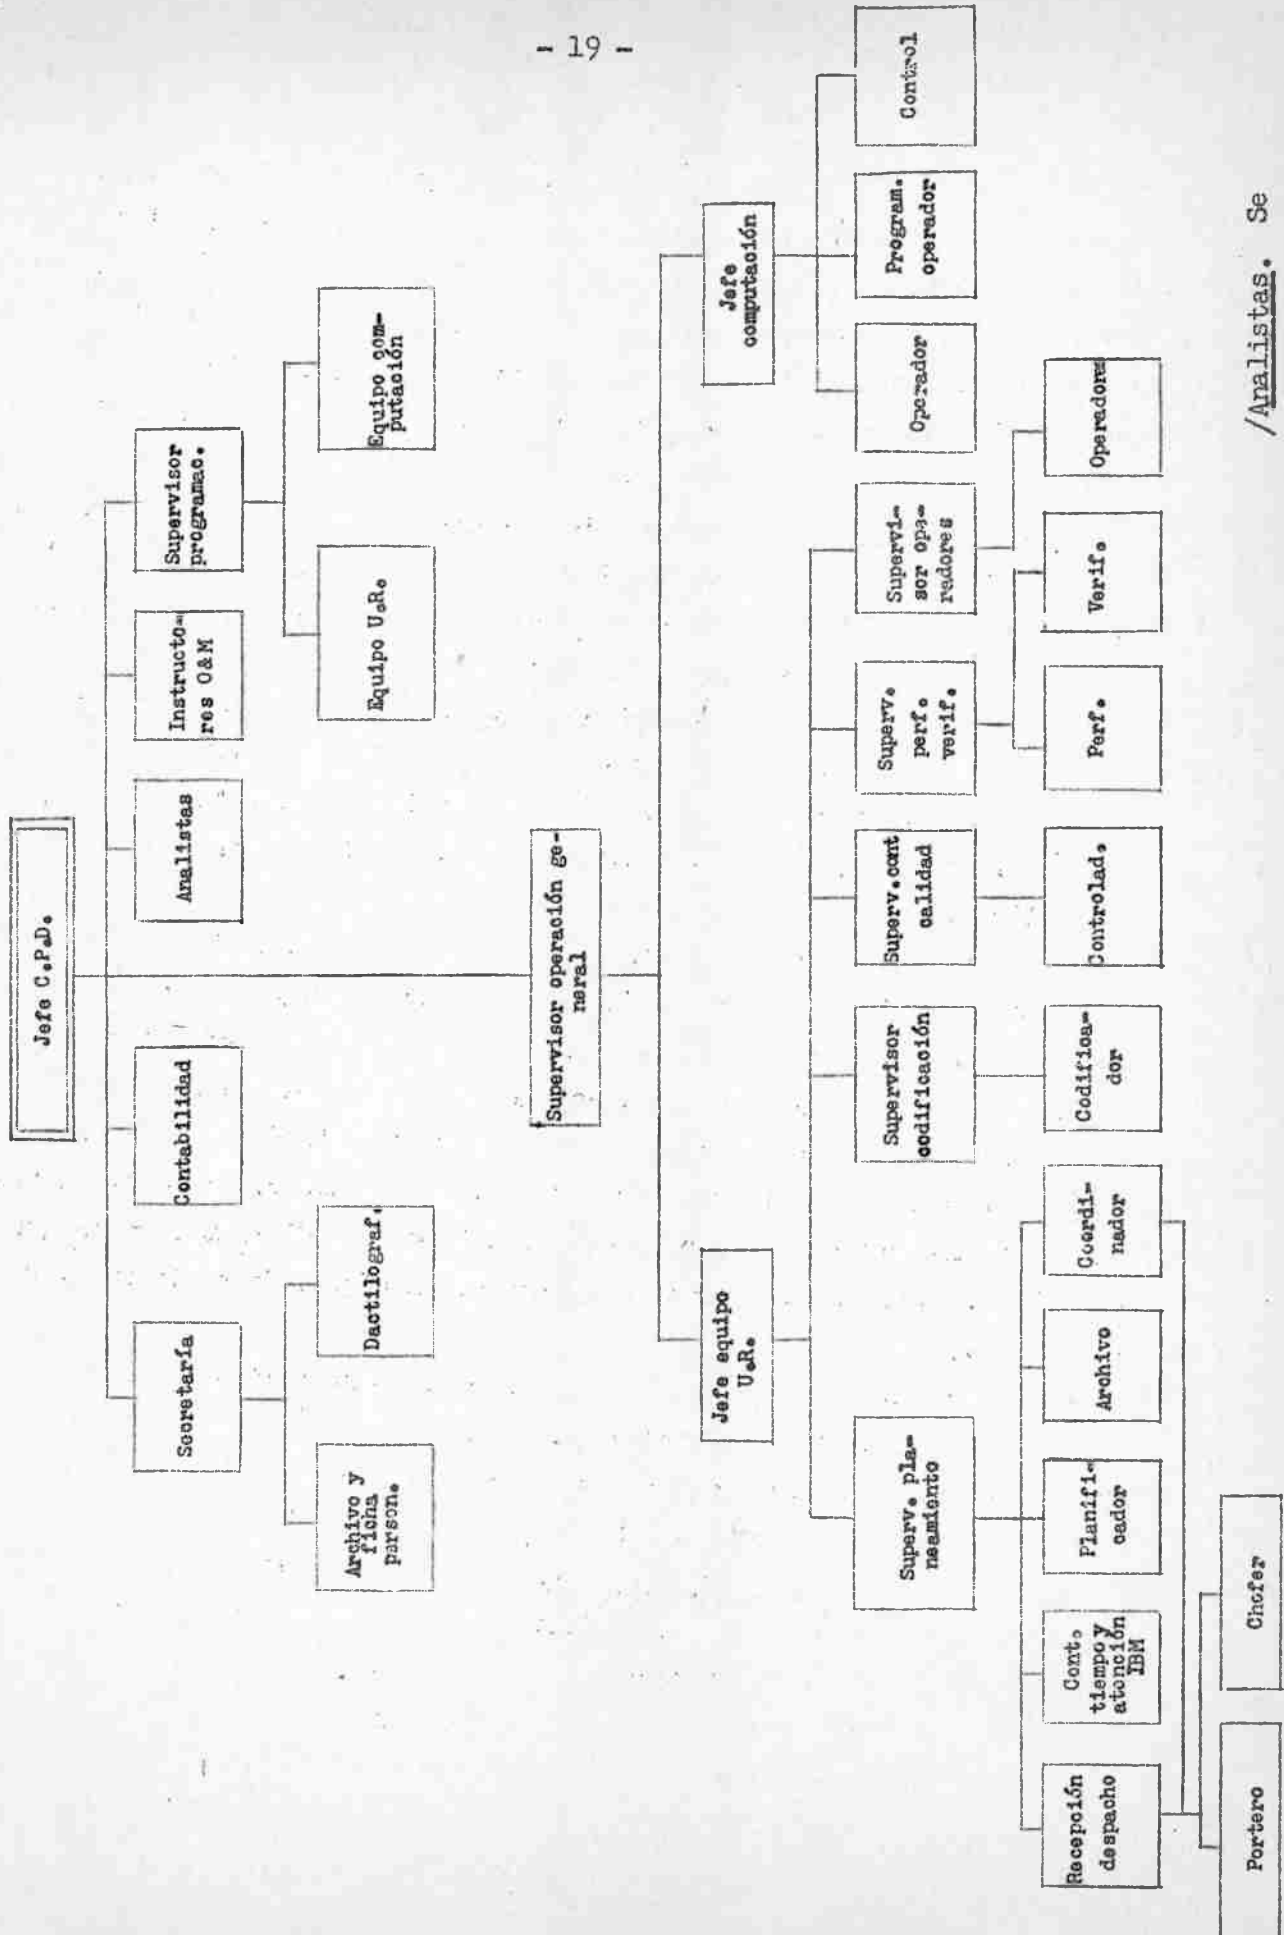 - 19 -
Jefe C.P.D.
Secretaría
Contabilidad
Analistas
Instructo-
res O&M
Supervisor
programac.
Archivo y
ficha
person.
Dactilograf.
Equipo U.R.
Equipo com-
putación
Supervisor operación ge-
neral
Jefe equipo
U.R.
Jefe
computación
Superv. pla-
neamiento
Supervisor
codificación
Superv.cont
calidad
Superv.
perf.
verif.
Supervi-
sor ope-
radores
Operador
Program.
operador
Control
Recepción
despacho
Cont.
tiempo y
atención
IBM
Planifi-
cador
Archivo
Coordi-
nador
Codifica-
dor
Controlad.
Perf.
Verif.
Operadores
Portero
Chofer
/Analistas. Se